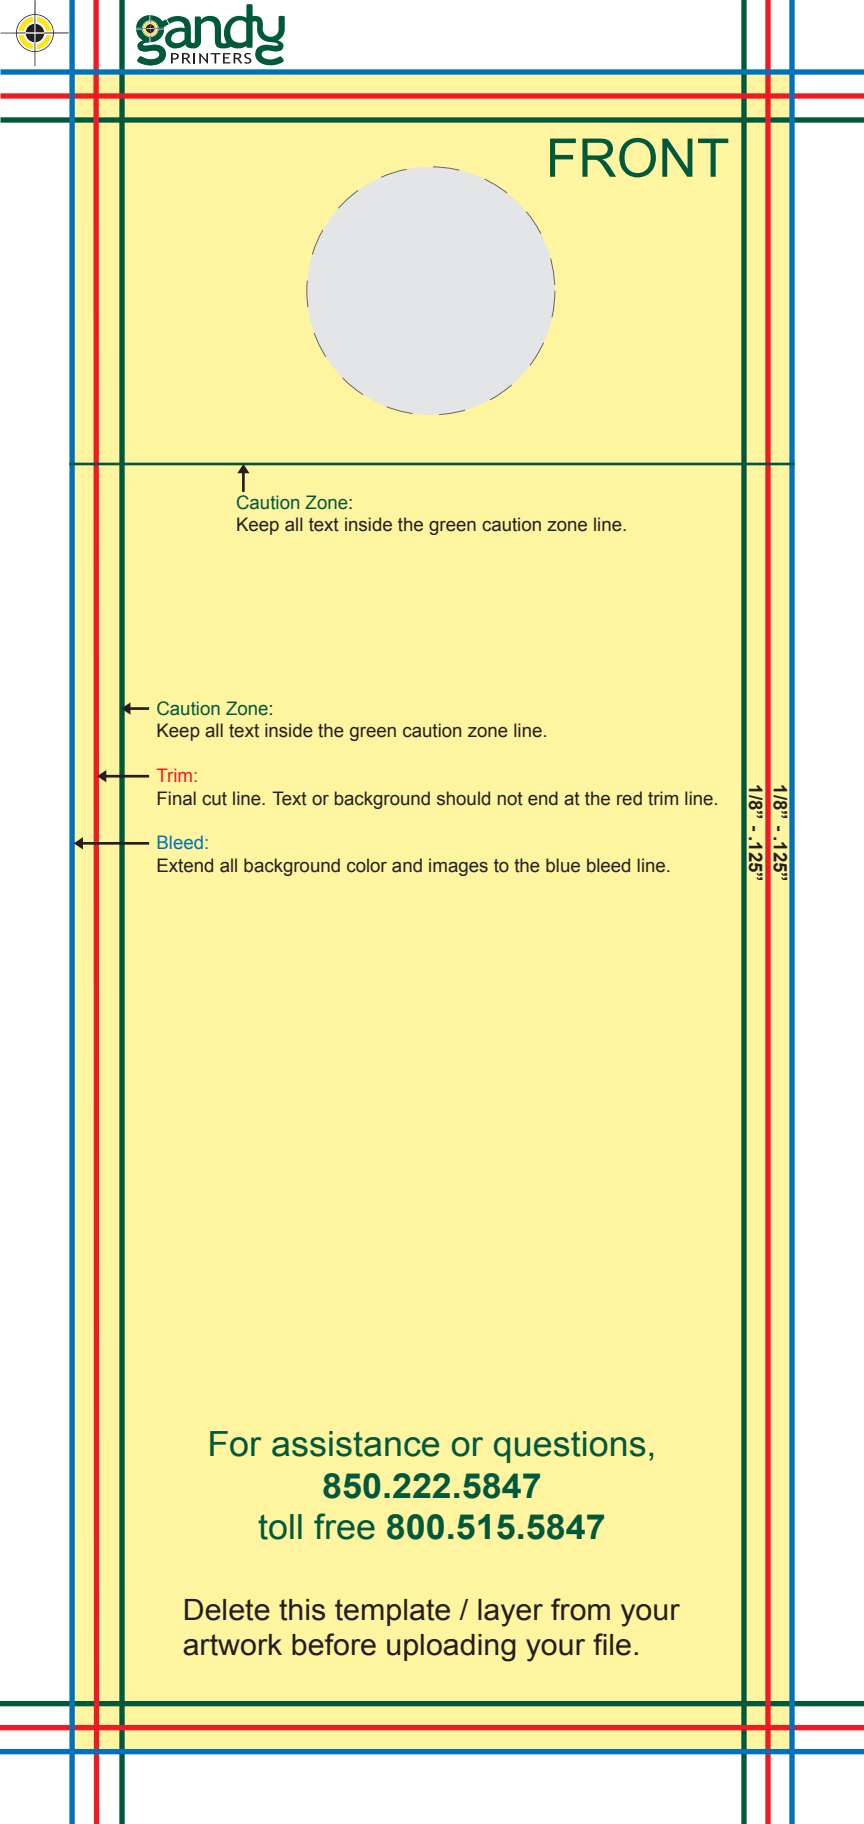 gandy
PRINTERS
FRONT
Caution Zone:
Keep all text inside the green caution zone line.
Caution Zone:
Keep all text inside the green caution zone line.
Trim:
Final cut line. Text or background should not end at the red trim line.
Bleed:
Extend all background color and images to the blue bleed line.
1/8” - .125”
1/8” - .125”
For assistance or questions,
850.222.5847
toll free 800.515.5847
Delete this template / layer from your
artwork before uploading your file.